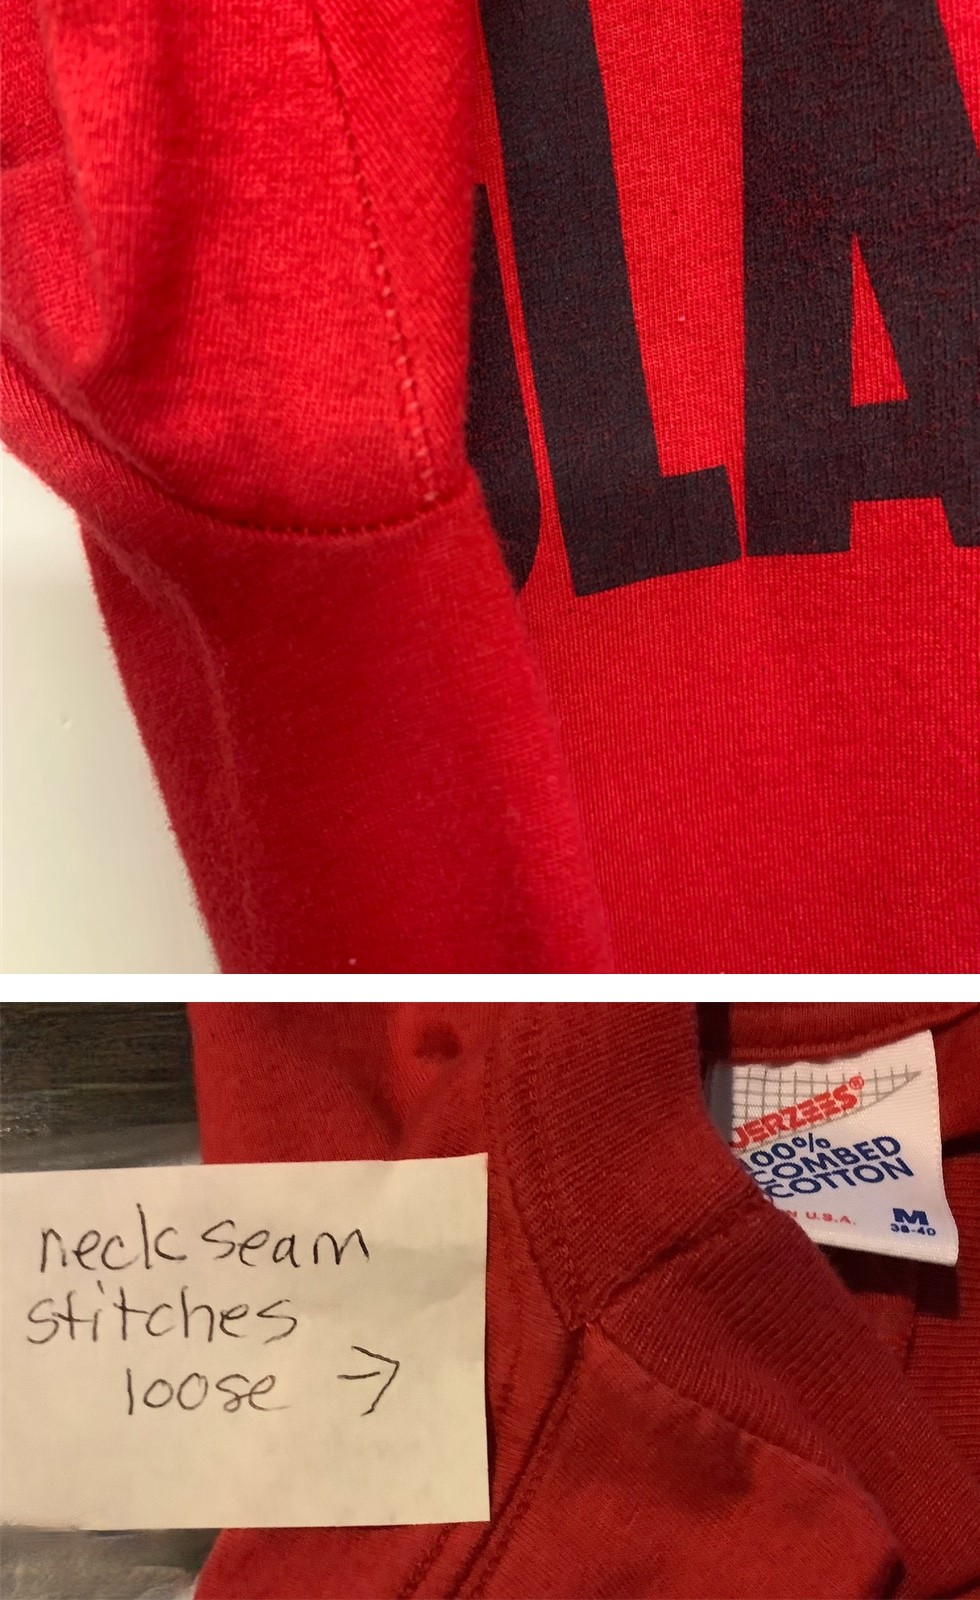 LA
neck seam
stitches
loose →
JERZEES®
100%
COMBED
COTTON
U.S.A.
M
38-40